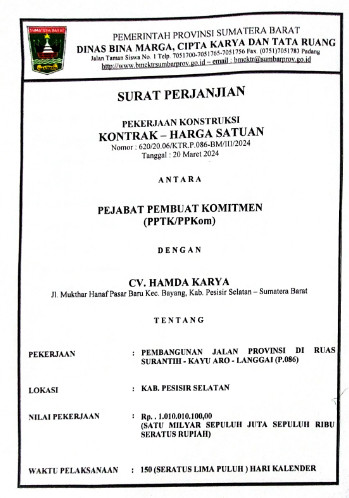 SUMATERA BARAT
PEMERINTAH PROVINSI SUMATERA BARAT
DINAS BINA MARGA, CIPTA KARYA DAN TATA RUANG
Jalan Taman Siswa No. 1 Telp. 7051700-7051765-7051756 Fax (0751)7051783 Padang
http://www.bmcktrsumbarprov.go.id – email : bmcktr@sumbarprov.go.id
SURAT PERJANJIAN
PEKERJAAN KONSTRUKSI
KONTRAK – HARGA SATUAN
Nomor : 620/20.06/KTR.P.086-BM/III/2024
Tanggal : 20 Maret 2024
ANTARA
PEJABAT PEMBUAT KOMITMEN
(PPTK/PPKom)
DENGAN
CV. HAMDA KARYA
Jl. Mukthar Hanaf Pasar Baru Kec. Bayang, Kab. Pesisir Selatan – Sumatera Barat
TENTANG
PEKERJAAN : PEMBANGUNAN JALAN PROVINSI DI RUAS
SURANTIH - KAYU ARO - LANGGAI (P.086)
LOKASI : KAB. PESISIR SELATAN
NILAI PEKERJAAN : Rp. . 1.010.010.100,00
(SATU MILYAR SEPULUH JUTA SEPULUH RIBU
SERATUS RUPIAH)
WAKTU PELAKSANAAN : 150 (SERATUS LIMA PULUH ) HARI KALENDER